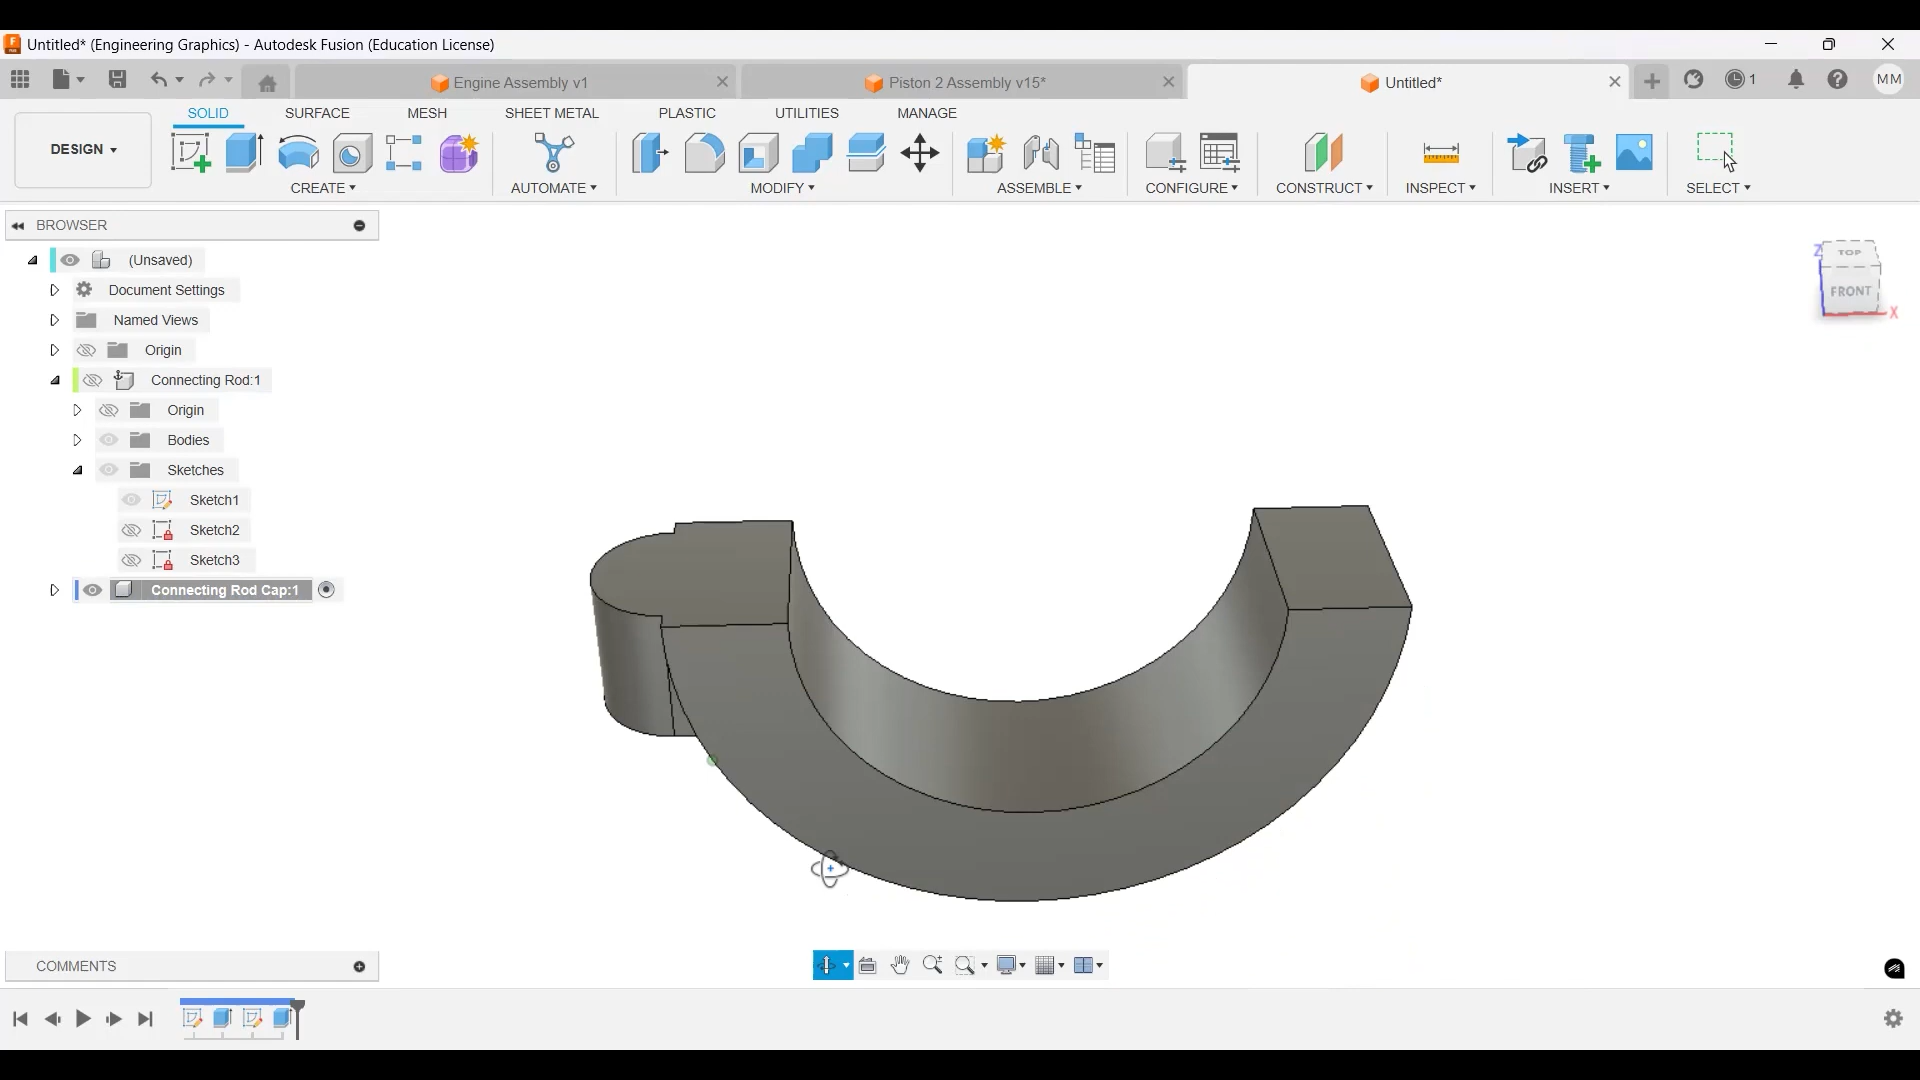 Untitled* (Engineering Graphics) - Autodesk Fusion (Education License)
Engine Assembly v1
Piston 2 Assembly v15*
Untitled*
1
MM
DESIGN
SOLID
SURFACE
MESH
SHEET METAL
PLASTIC
UTILITIES
MANAGE
CREATE
AUTOMATE
MODIFY
ASSEMBLE
CONFIGURE
CONSTRUCT
INSPECT
INSERT
SELECT
BROWSER
(Unsaved)
Document Settings
Named Views
Origin
Connecting Rod:1
Origin
Bodies
Sketches
Sketch1
Sketch2
Sketch3
Connecting Rod Cap:1
Z
TOP
FRONT
X
COMMENTS